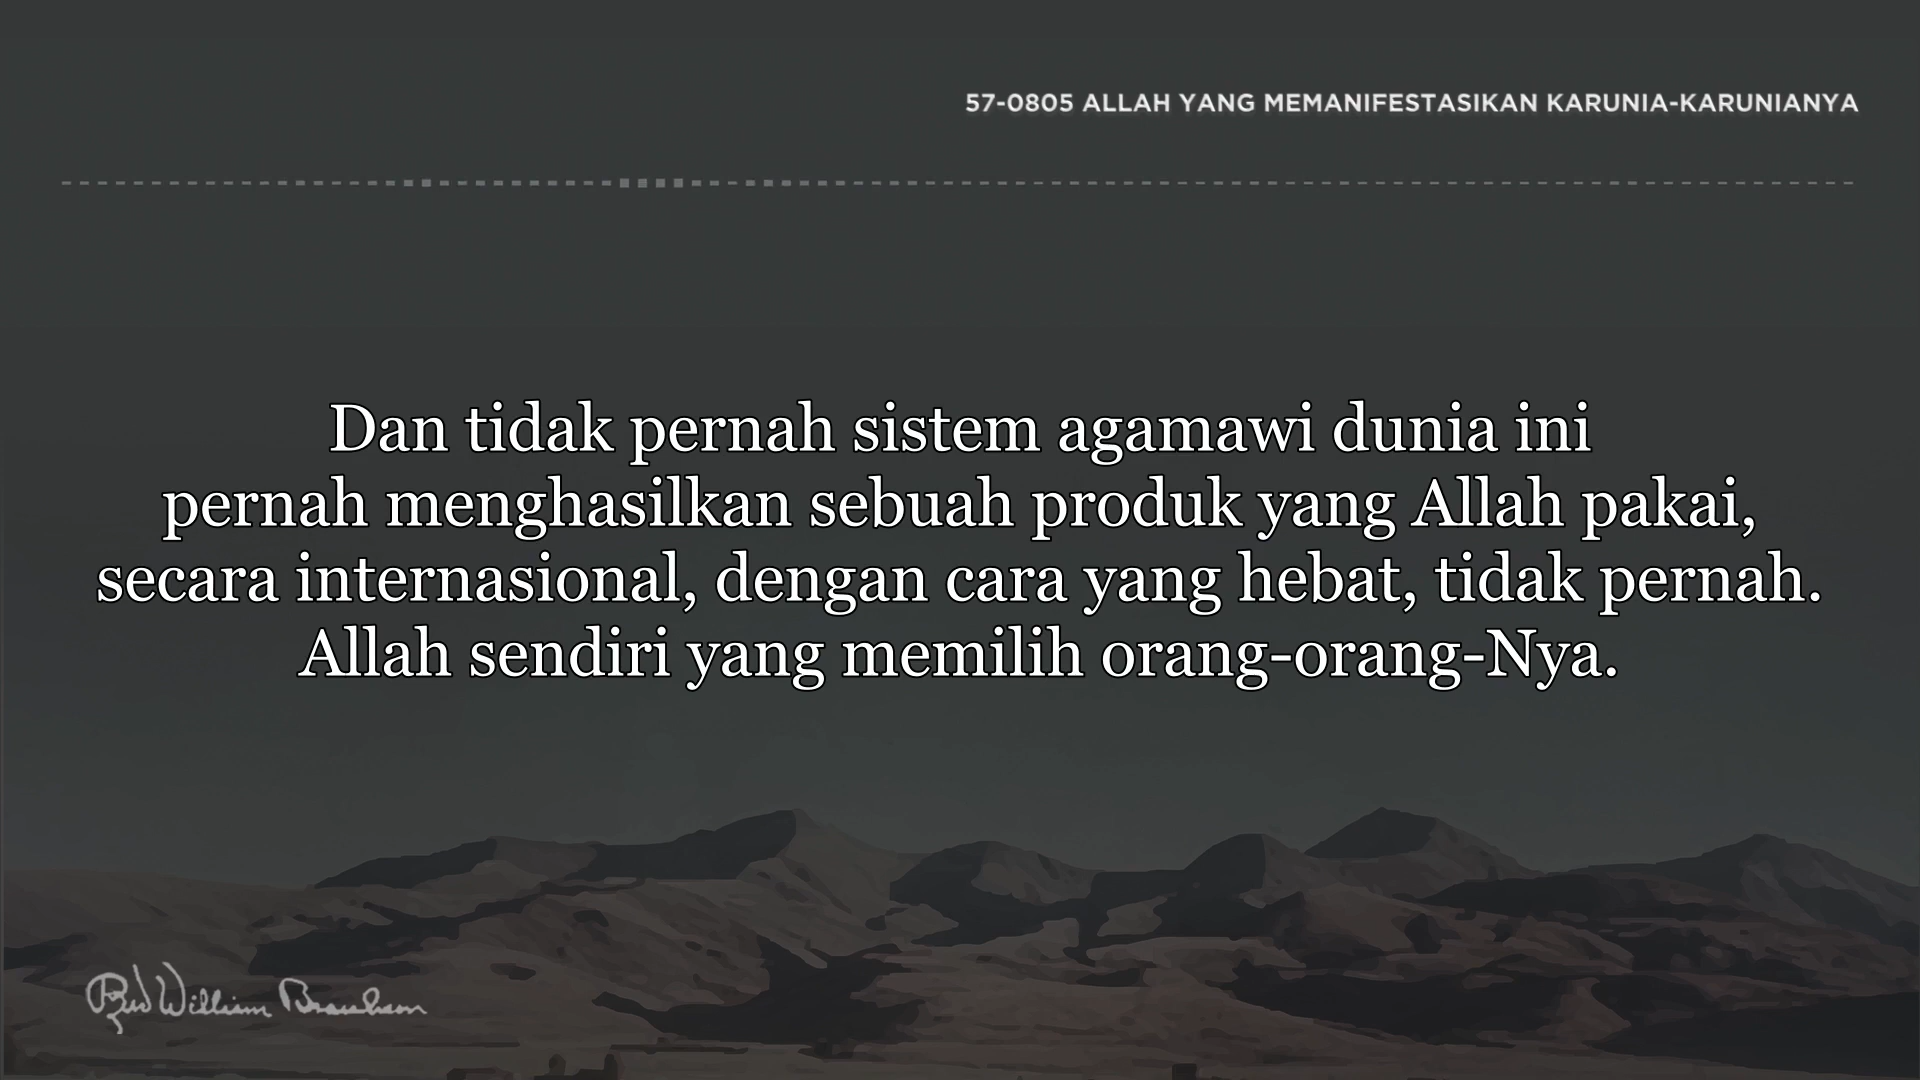 57-0805 ALLAH YANG MEMANIFESTASIKAN KARUNIA-KARUNIANYA
Dan tidak pernah sistem agamawi dunia ini
pernah menghasilkan sebuah produk yang Allah pakai,
secara internasional, dengan cara yang hebat, tidak pernah.
Allah sendiri yang memilih orang-orang-Nya.
Rev William Branham